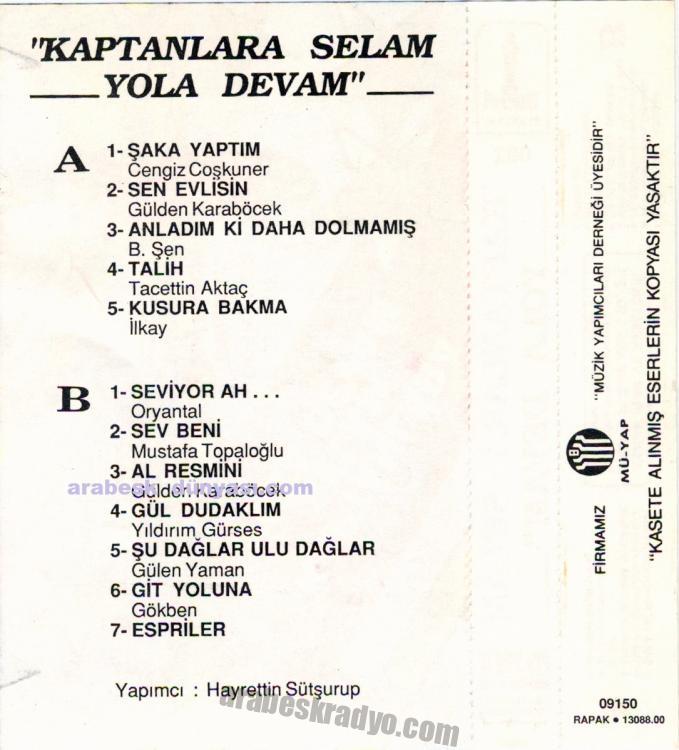 "KAPTANLARA SELAM
YOLA DEVAM"
A
1- ŞAKA YAPTIM
Cengiz Coşkuner
2- SEN EVLİSİN
Gülden Karaböcek
3- ANLADIM Kİ DAHA DOLMAMIŞ
B. Şen
4- TALİH
Tacettin Aktaç
5- KUSURA BAKMA
İlkay
B
1- SEVİYOR AH . . .
Oryantal
2- SEV BENİ
Mustafa Topaloğlu
3- AL RESMİNİ
arabesk dünyası.com
Gülden Karaböcek
4- GÜL DUDAKLIM
Yıldırım Gürses
5- ŞU DAĞLAR ULU DAĞLAR
Gülen Yaman
6- GİT YOLUNA
Gökben
7- ESPRİLER
Yapımcı : Hayrettin Sütşurup
arabeskradyo.com
FİRMAMIZ MÜ-YAP "MÜZİK YAPIMCILARI DERNEĞİ ÜYESİDİR"
"KASETE ALINMIŞ ESERLERİN KOPYASI YASAKTIR"
09150
RAPAK • 13088.00